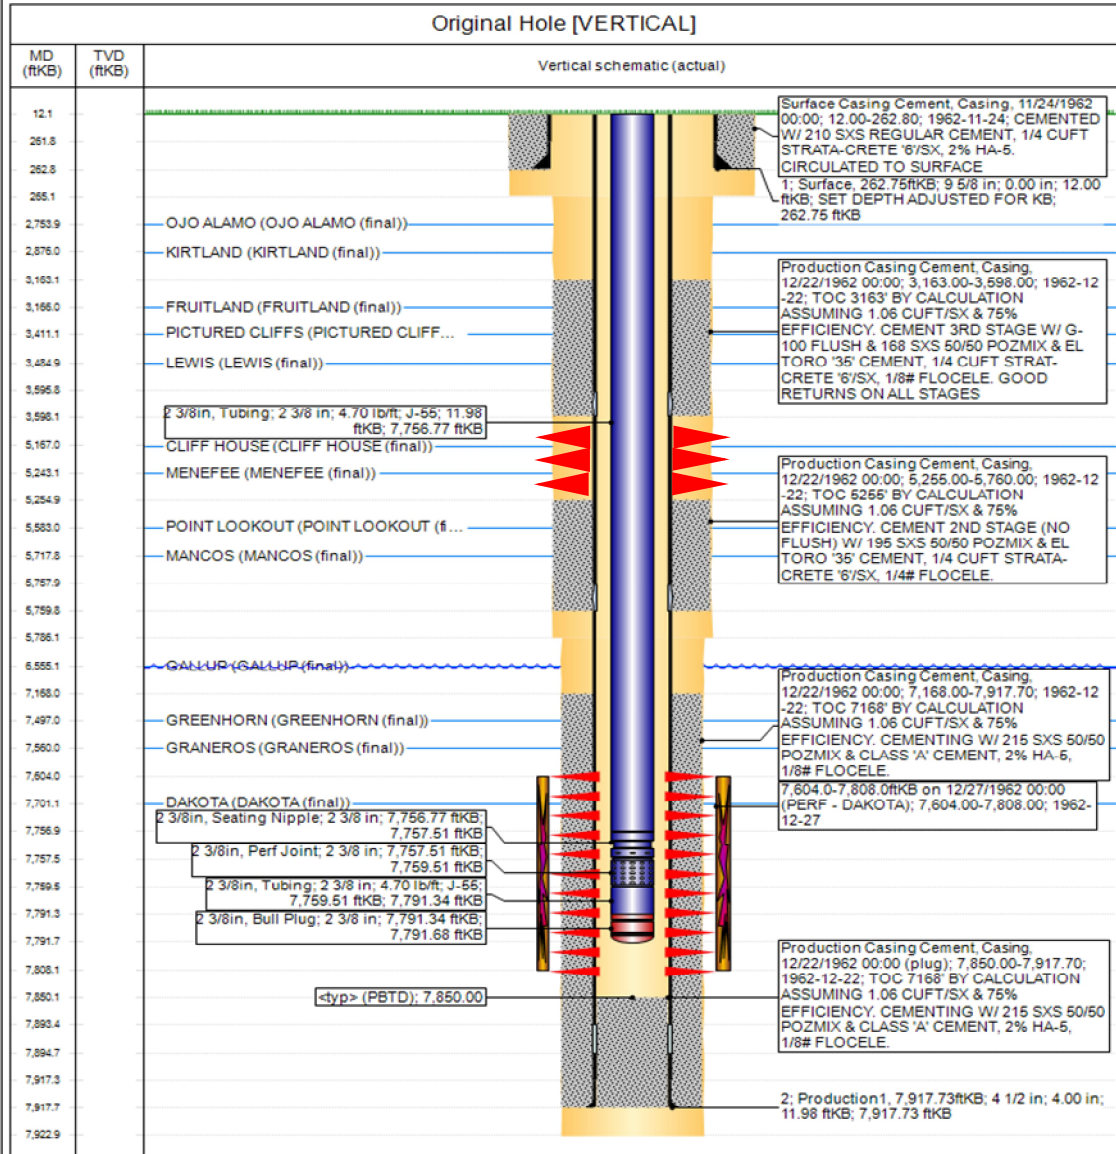 Original Hole [VERTICAL]
MD
(ftKB)
TVD
(ftKB)
Vertical schematic (actual)
12.1
261.8
262.8
265.1
2,753.9
2,876.0
3,163.1
3,166.0
3,411.1
3,484.9
3,595.8
3,598.1
5,167.0
5,243.1
5,254.9
5,583.0
5,717.8
5,757.9
5,759.8
5,786.1
6,555.1
7,168.0
7,497.0
7,560.0
7,604.0
7,701.1
7,756.9
7,757.5
7,759.5
7,791.3
7,791.7
7,808.1
7,850.1
7,893.4
7,894.7
7,917.3
7,917.7
7,922.9
OJO ALAMO (OJO ALAMO (final))
KIRTLAND (KIRTLAND (final))
FRUITLAND (FRUITLAND (final))
PICTURED CLIFFS (PICTURED CLIFF...
LEWIS (LEWIS (final))
2 3/8in, Tubing; 2 3/8 in; 4.70 lb/ft; J-55; 11.98
ftKB; 7,756.77 ftKB
CLIFF HOUSE (CLIFF HOUSE (final))
MENEFEE (MENEFEE (final))
POINT LOOKOUT (POINT LOOKOUT (fi...
MANCOS (MANCOS (final))
GALLUP (GALLUP (final))
GREENHORN (GREENHORN (final))
GRANEROS (GRANEROS (final))
DAKOTA (DAKOTA (final))
2 3/8in, Seating Nipple; 2 3/8 in; 7,756.77 ftKB;
7,757.51 ftKB
2 3/8in, Perf Joint; 2 3/8 in; 7,757.51 ftKB;
7,759.51 ftKB
2 3/8in, Tubing; 2 3/8 in; 4.70 lb/ft; J-55;
7,759.51 ftKB; 7,791.34 ftKB
2 3/8in, Bull Plug; 2 3/8 in; 7,791.34 ftKB;
7,791.68 ftKB
<typ> (PBTD); 7,850.00
Surface Casing Cement, Casing, 11/24/1962
00:00; 12.00-262.80; 1962-11-24; CEMENTED
W/ 210 SXS REGULAR CEMENT, 1/4 CUFT
STRATA-CRETE '6'/SX, 2% HA-5.
CIRCULATED TO SURFACE
1; Surface, 262.75ftKB; 9 5/8 in; 0.00 in; 12.00
ftKB; SET DEPTH ADJUSTED FOR KB;
262.75 ftKB
Production Casing Cement, Casing,
12/22/1962 00:00; 3,163.00-3,598.00; 1962-12
-22; TOC 3163' BY CALCULATION
ASSUMING 1.06 CUFT/SX & 75%
EFFICIENCY. CEMENT 3RD STAGE W/ G-
100 FLUSH & 168 SXS 50/50 POZMIX & EL
TORO '35' CEMENT, 1/4 CUFT STRAT-
CRETE '6'/SX, 1/8# FLOCELE. GOOD
RETURNS ON ALL STAGES
Production Casing Cement, Casing,
12/22/1962 00:00; 5,255.00-5,760.00; 1962-12
-22; TOC 5255' BY CALCULATION
ASSUMING 1.06 CUFT/SX & 75%
EFFICIENCY. CEMENT 2ND STAGE (NO
FLUSH) W/ 195 SXS 50/50 POZMIX & EL
TORO '35' CEMENT, 1/4 CUFT STRATA-
CRETE '6'/SX, 1/4# FLOCELE.
Production Casing Cement, Casing,
12/22/1962 00:00; 7,168.00-7,917.70; 1962-12
-22; TOC 7168' BY CALCULATION
ASSUMING 1.06 CUFT/SX & 75%
EFFICIENCY. CEMENTING W/ 215 SXS 50/50
POZMIX & CLASS 'A' CEMENT, 2% HA-5,
1/8# FLOCELE.
7,604.0-7,808.0ftKB on 12/27/1962 00:00
(PERF - DAKOTA); 7,604.00-7,808.00; 1962-
12-27
Production Casing Cement, Casing,
12/22/1962 00:00 (plug); 7,850.00-7,917.70;
1962-12-22; TOC 7168' BY CALCULATION
ASSUMING 1.06 CUFT/SX & 75%
EFFICIENCY. CEMENTING W/ 215 SXS 50/50
POZMIX & CLASS 'A' CEMENT, 2% HA-5,
1/8# FLOCELE.
2; Production1, 7,917.73ftKB; 4 1/2 in; 4.00 in;
11.98 ftKB; 7,917.73 ftKB